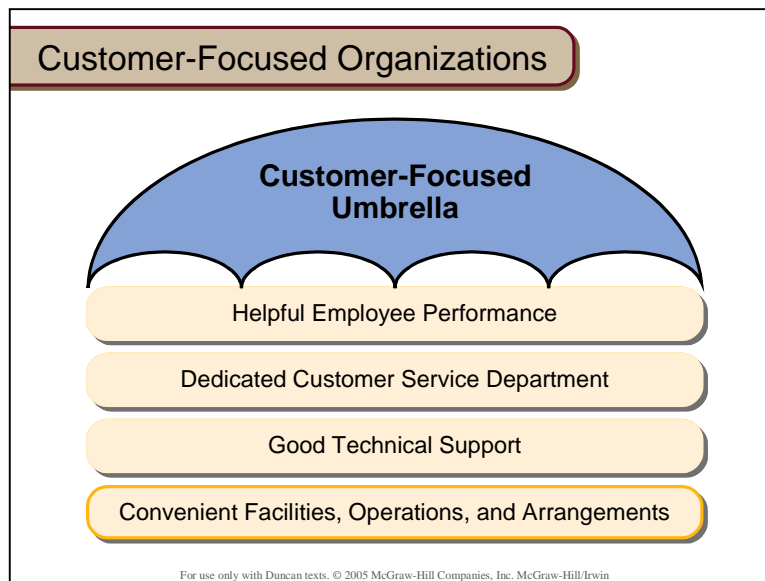 Customer-Focused Organizations
Customer-Focused
Umbrella
Helpful Employee Performance
Dedicated Customer Service Department
Good Technical Support
Convenient Facilities, Operations, and Arrangements
For use only with Duncan texts. © 2005 McGraw-Hill Companies, Inc. McGraw-Hill/Irwin